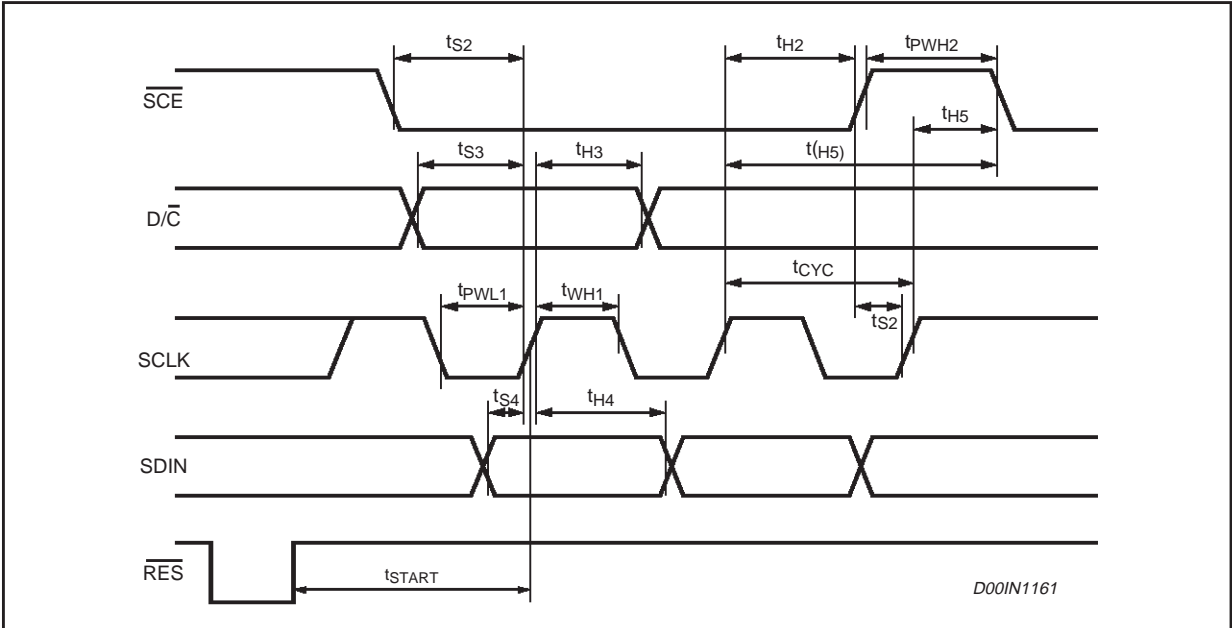 tS2
tH2
tPWH2
SCE
tH5
tS3
tH3
t(H5)
D/C
tCYC
tPWL1
tWH1
tS2
SCLK
tS4
tH4
SDIN
RES
tSTART
D00IN1161